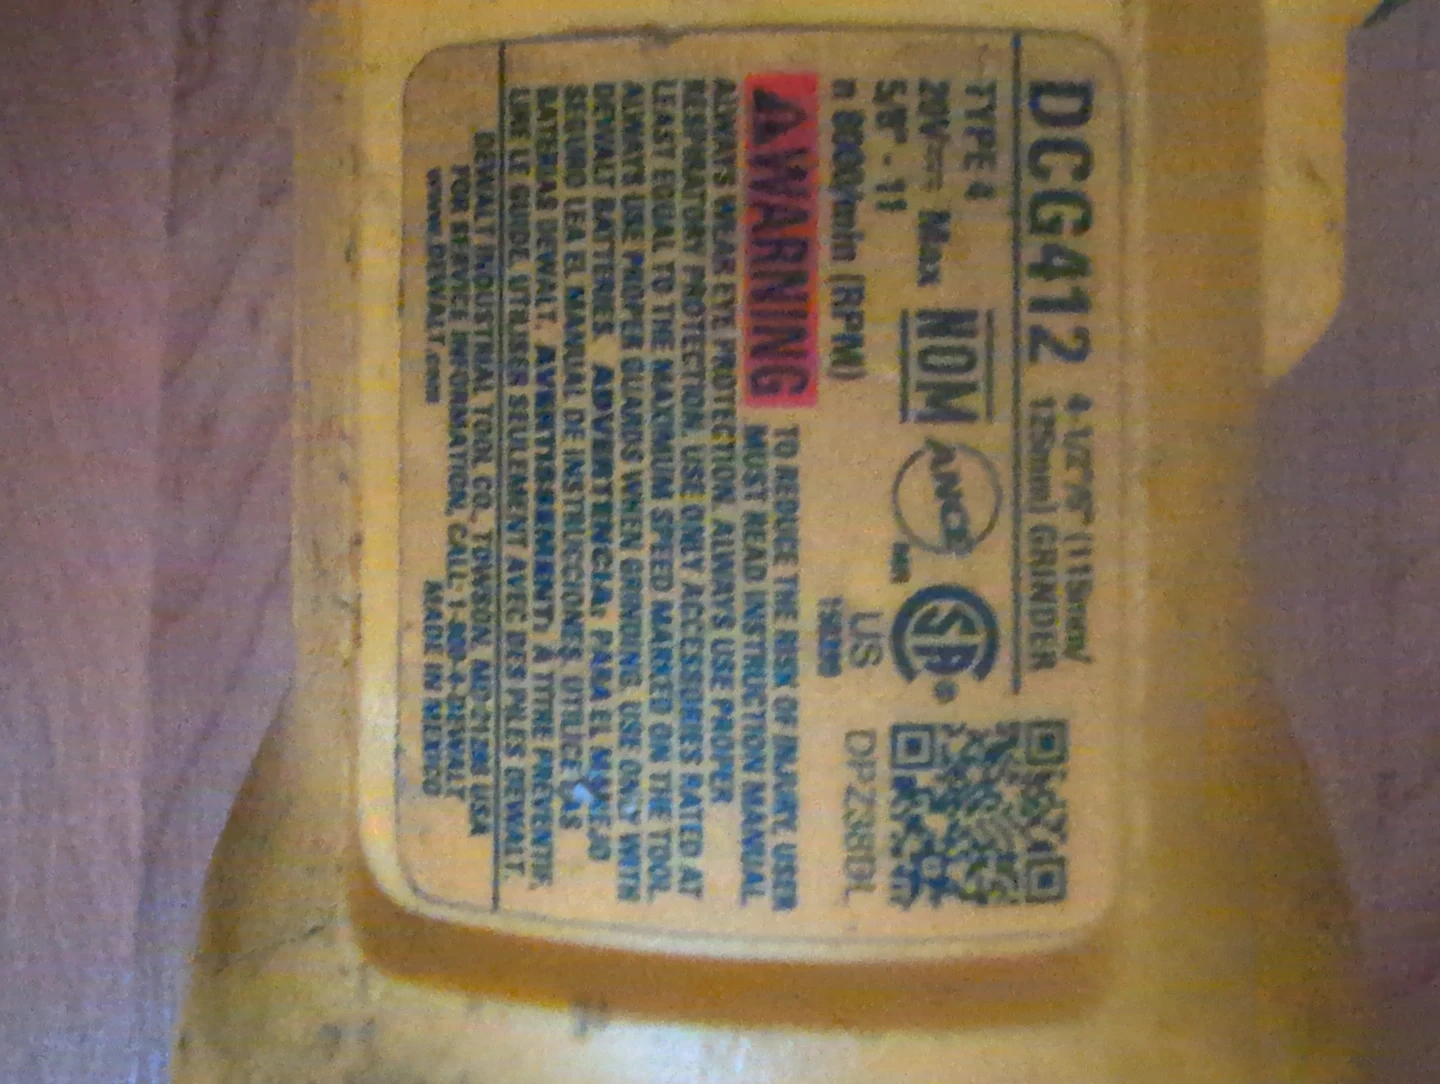 DCG412 4-1/2"/5" (115mm/
125mm) GRINDER
TYPE 4
20V Max
5/8" - 11
n 8000/min (RPM)
NOM
ANCE
CSA
US
DPZ38DL
WARNING
TO REDUCE THE RISK OF INJURY, USER
MUST READ INSTRUCTION MANUAL
ALWAYS WEAR EYE PROTECTION. ALWAYS USE PROPER
RESPIRATORY PROTECTION. USE ONLY ACCESSORIES RATED AT
LEAST EQUAL TO THE MAXIMUM SPEED MARKED ON THE TOOL.
ALWAYS USE PROPER GUARDS WHEN GRINDING. USE ONLY WITH
DEWALT BATTERIES. ADVERTENCIA: PARA EL MANEJO
SEGURO LEA EL MANUAL DE INSTRUCCIONES. UTILICE LAS
BATERIAS DEWALT. AVERTISSEMENT: À TITRE PRÉVENTIF,
LIRE LE GUIDE. UTILISER SEULEMENT AVEC DES PILES DEWALT.
DEWALT INDUSTRIAL TOOL CO., TOWSON, MD 21286 USA
FOR SERVICE INFORMATION, CALL 1-800-4-DEWALT
www.DEWALT.com MADE IN MEXICO